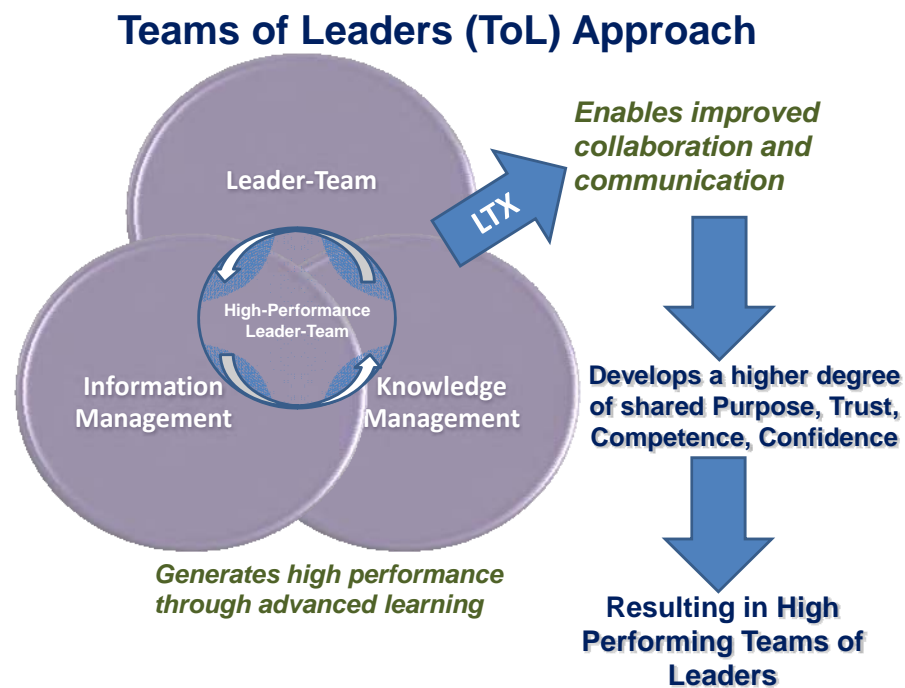 Teams of Leaders (ToL) Approach
Leader-Team
High-Performance
Leader-Team
Information
Management
Knowledge
Management
Generates high performance
through advanced learning
LTX
Enables improved
collaboration and
communication
Develops a higher degree
of shared Purpose, Trust,
Competence, Confidence
Resulting in High
Performing Teams of
Leaders